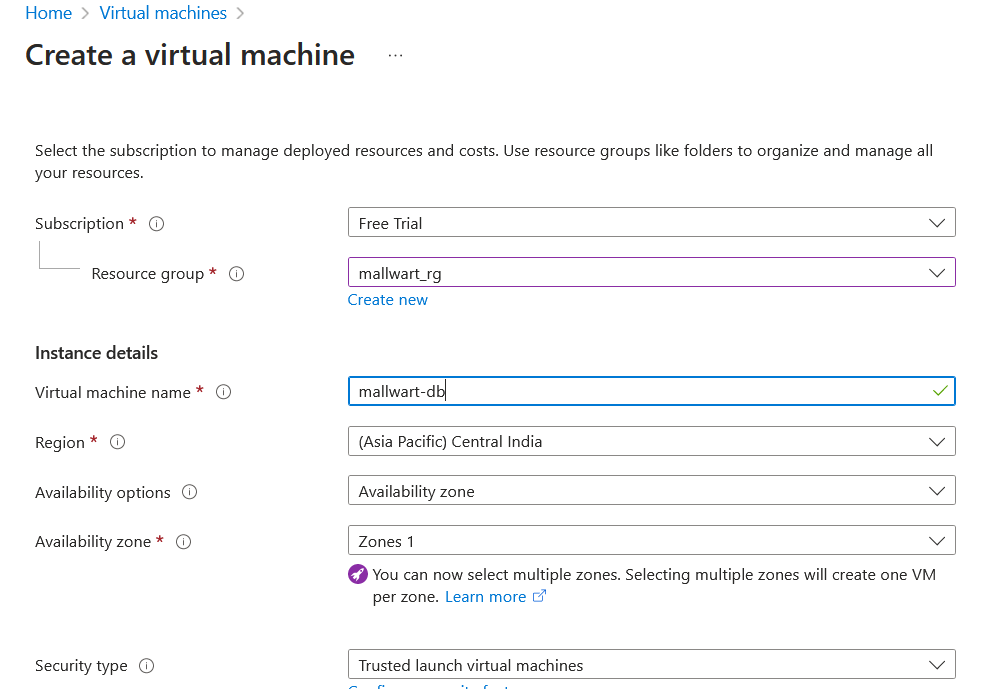 Home > Virtual machines >
Create a virtual machine ...
Select the subscription to manage deployed resources and costs. Use resource groups like folders to organize and manage all
your resources.
Subscription * Free Trial
Resource group * mallwart_rg
Create new
Instance details
Virtual machine name * mallwart-db
Region * (Asia Pacific) Central India
Availability options Availability zone
Availability zone * Zones 1
You can now select multiple zones. Selecting multiple zones will create one VM
per zone. Learn more
Security type Trusted launch virtual machines